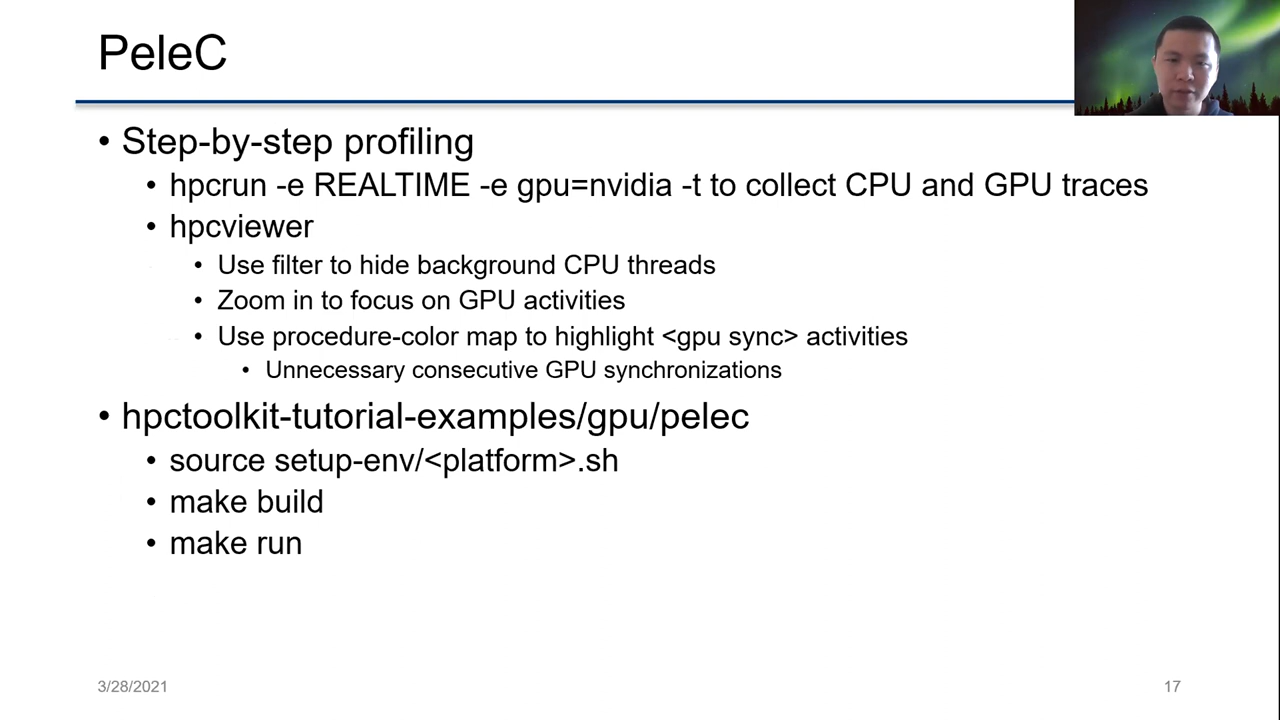 PeleC
• Step-by-step profiling
• hpcrun -e REALTIME -e gpu=nvidia -t to collect CPU and GPU traces
• hpcviewer
• Use filter to hide background CPU threads
• Zoom in to focus on GPU activities
• Use procedure-color map to highlight <gpu sync> activities
• Unnecessary consecutive GPU synchronizations
• hpctoolkit-tutorial-examples/gpu/pelec
• source setup-env/<platform>.sh
• make build
• make run
3/28/2021
17